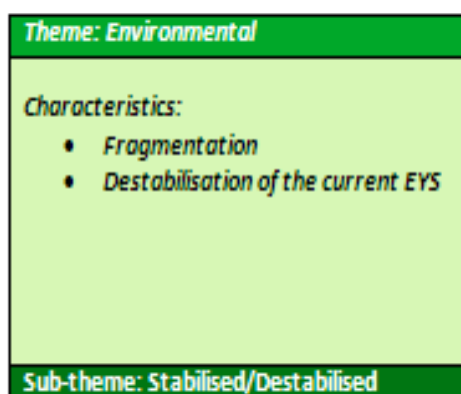 Theme: Environmental
Characteristics:
• Fragmentation
• Destabilisation of the current EYS
Sub-theme: Stabilised/Destabilised